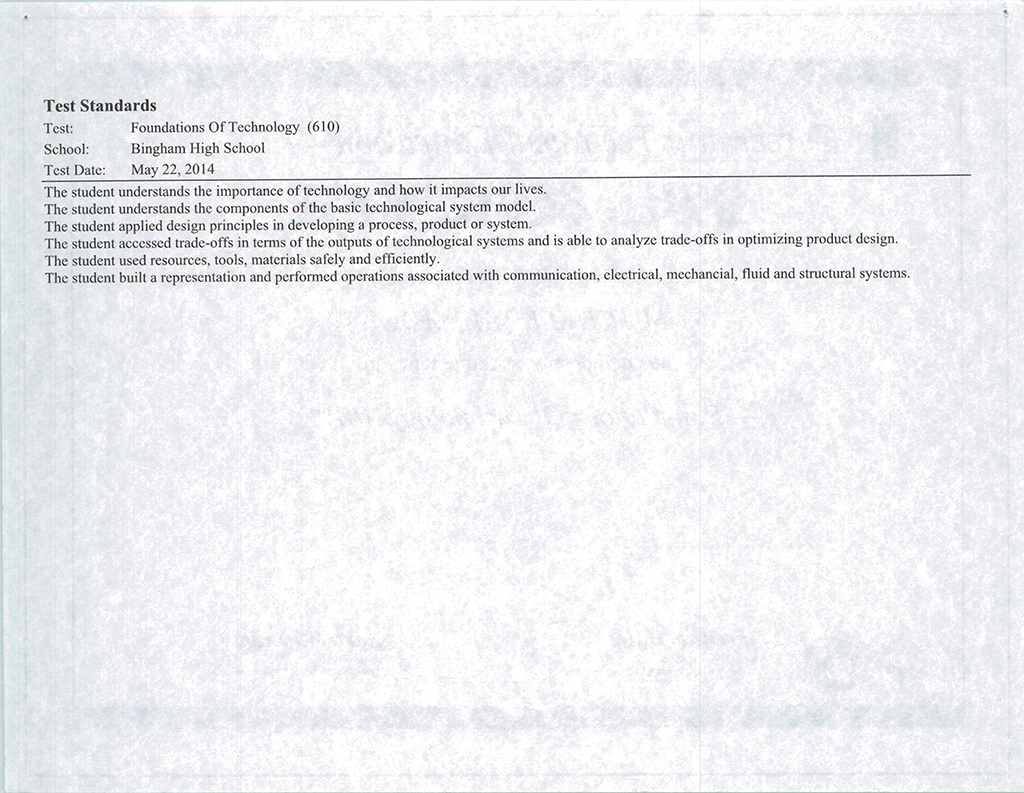 Test Standards
Test: Foundations Of Technology (610)
School: Bingham High School
Test Date: May 22, 2014
The student understands the importance of technology and how it impacts our lives.
The student understands the components of the basic technological system model.
The student applied design principles in developing a process, product or system.
The student accessed trade-offs in terms of the outputs of technological systems and is able to analyze trade-offs in optimizing product design.
The student used resources, tools, materials safely and efficiently.
The student built a representation and performed operations associated with communication, electrical, mechancial, fluid and structural systems.